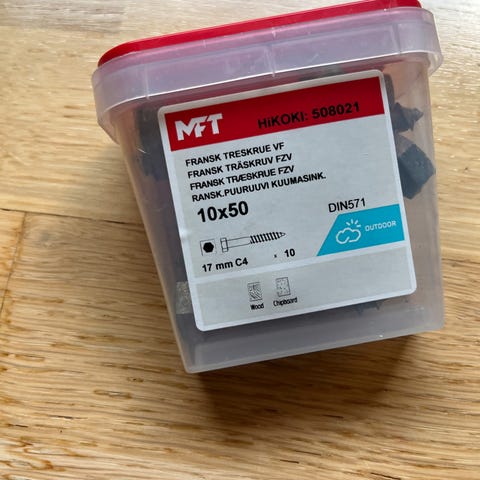 MFT HiKOKI: 508021
FRANSK TRESKRUE VF
FRANSK TRÄSKRUV FZV
FRANSK TRÆSKRUE FZV
RANSK.PUURUUVI KUUMASINK.
10x50 DIN571
OUTDOOR
17 mm C4 x 10
Wood Chipboard